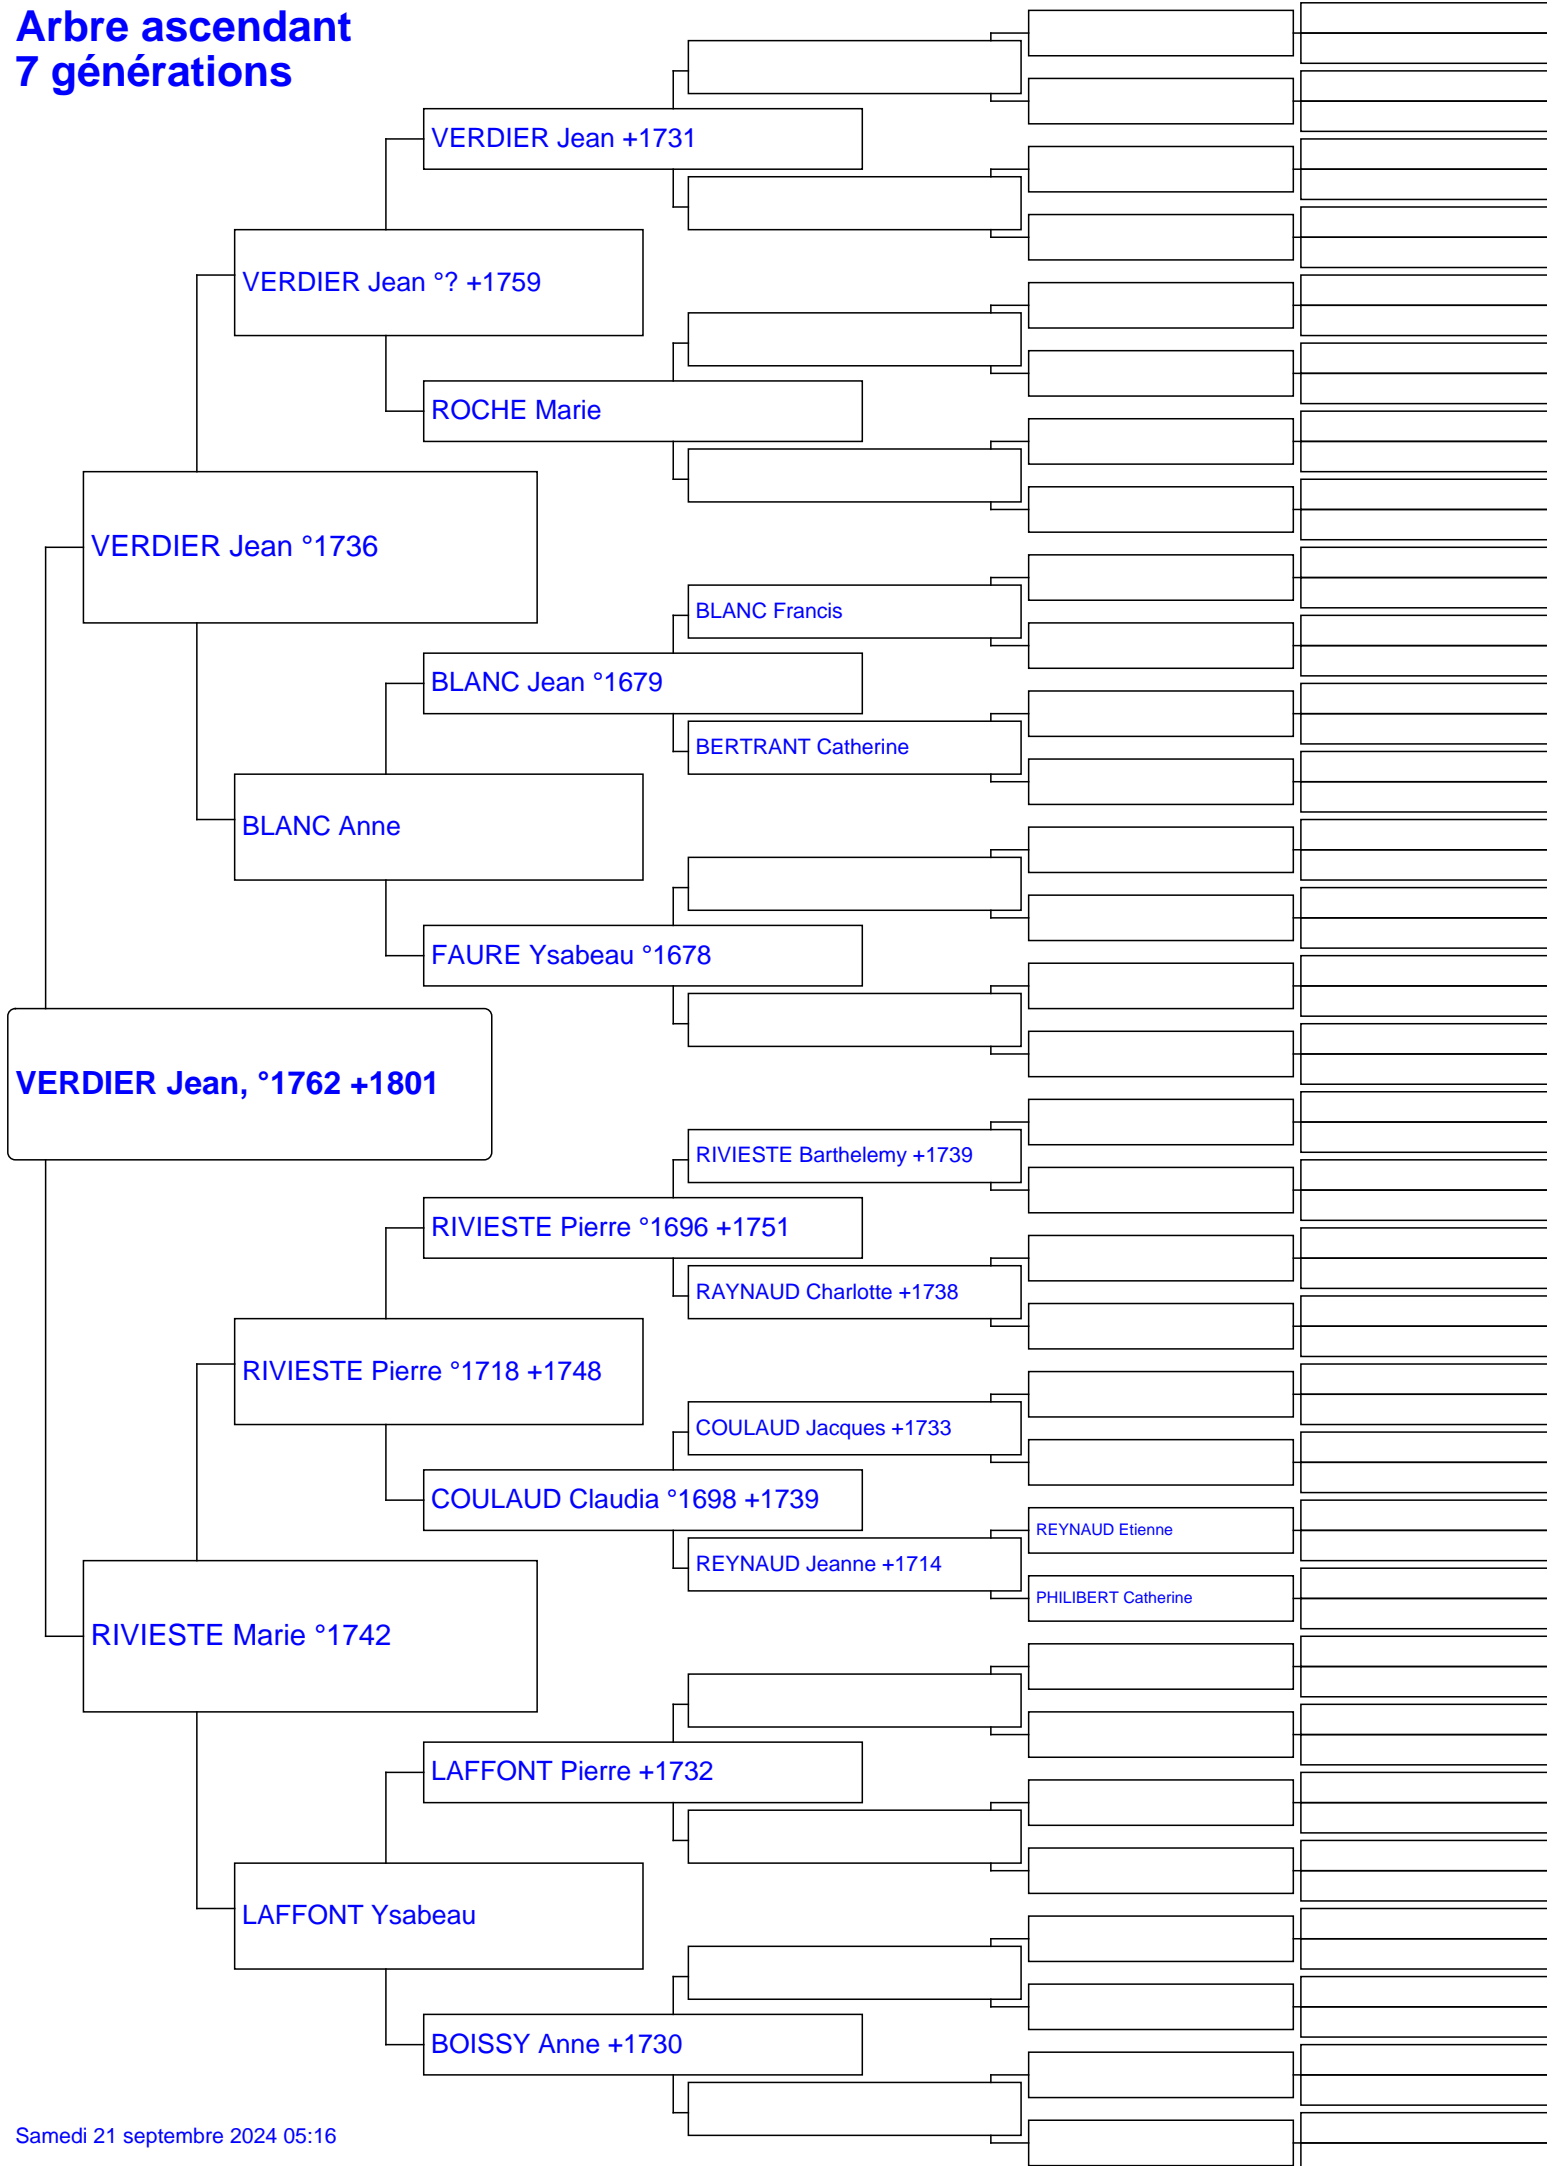 Arbre ascendant
7 générations
VERDIER Jean +1731
VERDIER Jean °? +1759
ROCHE Marie
VERDIER Jean °1736
BLANC Francis
BLANC Jean °1679
BERTRANT Catherine
BLANC Anne
FAURE Ysabeau °1678
VERDIER Jean, °1762 +1801
RIVIESTE Barthelemy +1739
RIVIESTE Pierre °1696 +1751
RAYNAUD Charlotte +1738
RIVIESTE Pierre °1718 +1748
COULAUD Jacques +1733
COULAUD Claudia °1698 +1739
REYNAUD Etienne
REYNAUD Jeanne +1714
PHILIBERT Catherine
RIVIESTE Marie °1742
LAFFONT Pierre +1732
LAFFONT Ysabeau
BOISSY Anne +1730
Samedi 21 septembre 2024 05:16